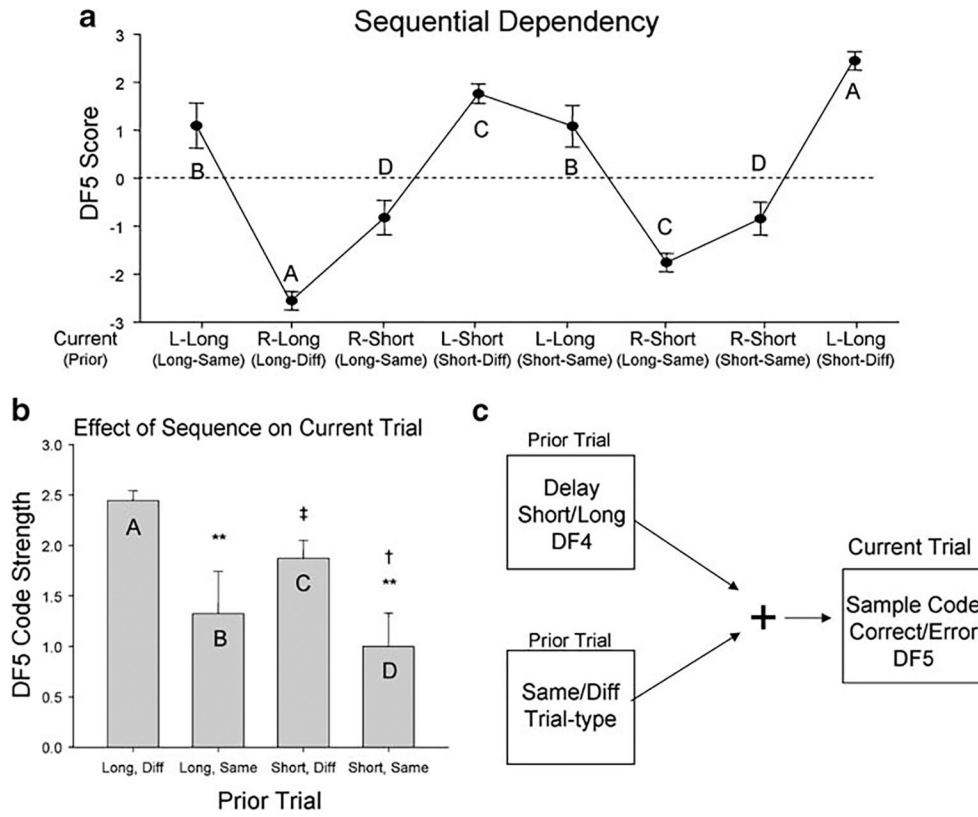 a
Sequential Dependency
DF5 Score
3
2
1
0
-1
-2
-3
B
A
D
C
B
C
D
A
Current
(Prior)
L-Long
(Long-Same)
R-Long
(Long-Diff)
R-Short
(Long-Same)
L-Short
(Short-Diff)
L-Long
(Short-Same)
R-Short
(Long-Same)
R-Short
(Short-Same)
L-Long
(Short-Diff)
b
Effect of Sequence on Current Trial
DF5 Code Strength
3.0
2.5
2.0
1.5
1.0
0.5
0.0
A
**
B
‡
C
†
**
D
Long, Diff
Long, Same
Short, Diff
Short, Same
Prior Trial
c
Prior Trial
Delay
Short/Long
DF4
Prior Trial
Same/Diff
Trial-type
+
Current Trial
Sample Code
Correct/Error
DF5